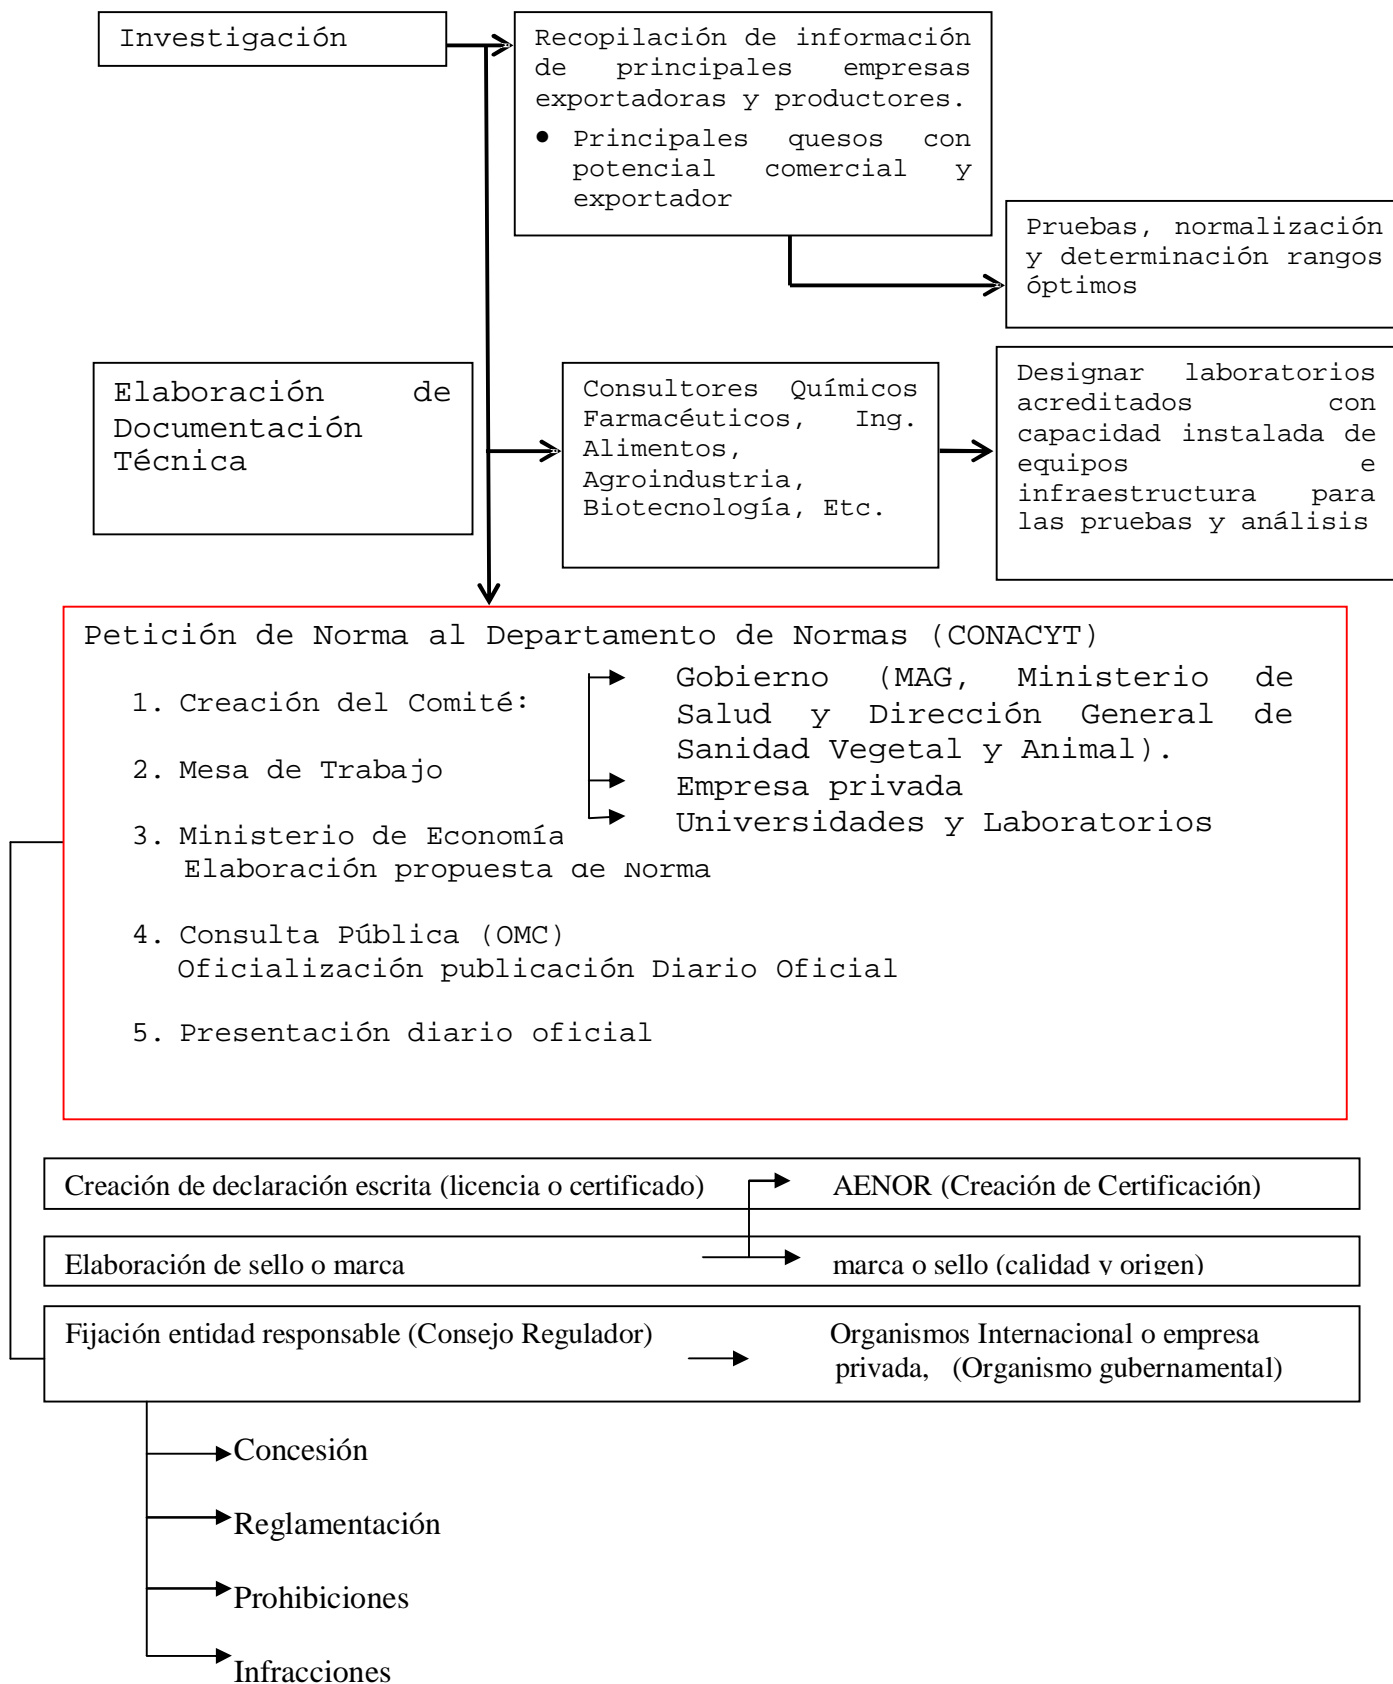 Investigación
Recopilación de información
de principales empresas
exportadoras y productores.
• Principales quesos con
potencial comercial y
exportador
Pruebas, normalización
y determinación rangos
óptimos
Elaboración de
Documentación
Técnica
Consultores Químicos
Farmacéuticos, Ing.
Alimentos,
Agroindustria,
Biotecnología, Etc.
Designar laboratorios
acreditados con
capacidad instalada de
equipos e
infraestructura para
las pruebas y análisis
Petición de Norma al Departamento de Normas (CONACYT)
1. Creación del Comité:
Gobierno (MAG, Ministerio de
Salud y Dirección General de
Sanidad Vegetal y Animal).
Empresa privada
Universidades y Laboratorios
2. Mesa de Trabajo
3. Ministerio de Economía
Elaboración propuesta de Norma
4. Consulta Pública (OMC)
Oficialización publicación Diario Oficial
5. Presentación diario oficial
Creación de declaración escrita (licencia o certificado)
AENOR (Creación de Certificación)
Elaboración de sello o marca
marca o sello (calidad y origen)
Fijación entidad responsable (Consejo Regulador)
Organismos Internacional o empresa
privada, (Organismo gubernamental)
Concesión
Reglamentación
Prohibiciones
Infracciones